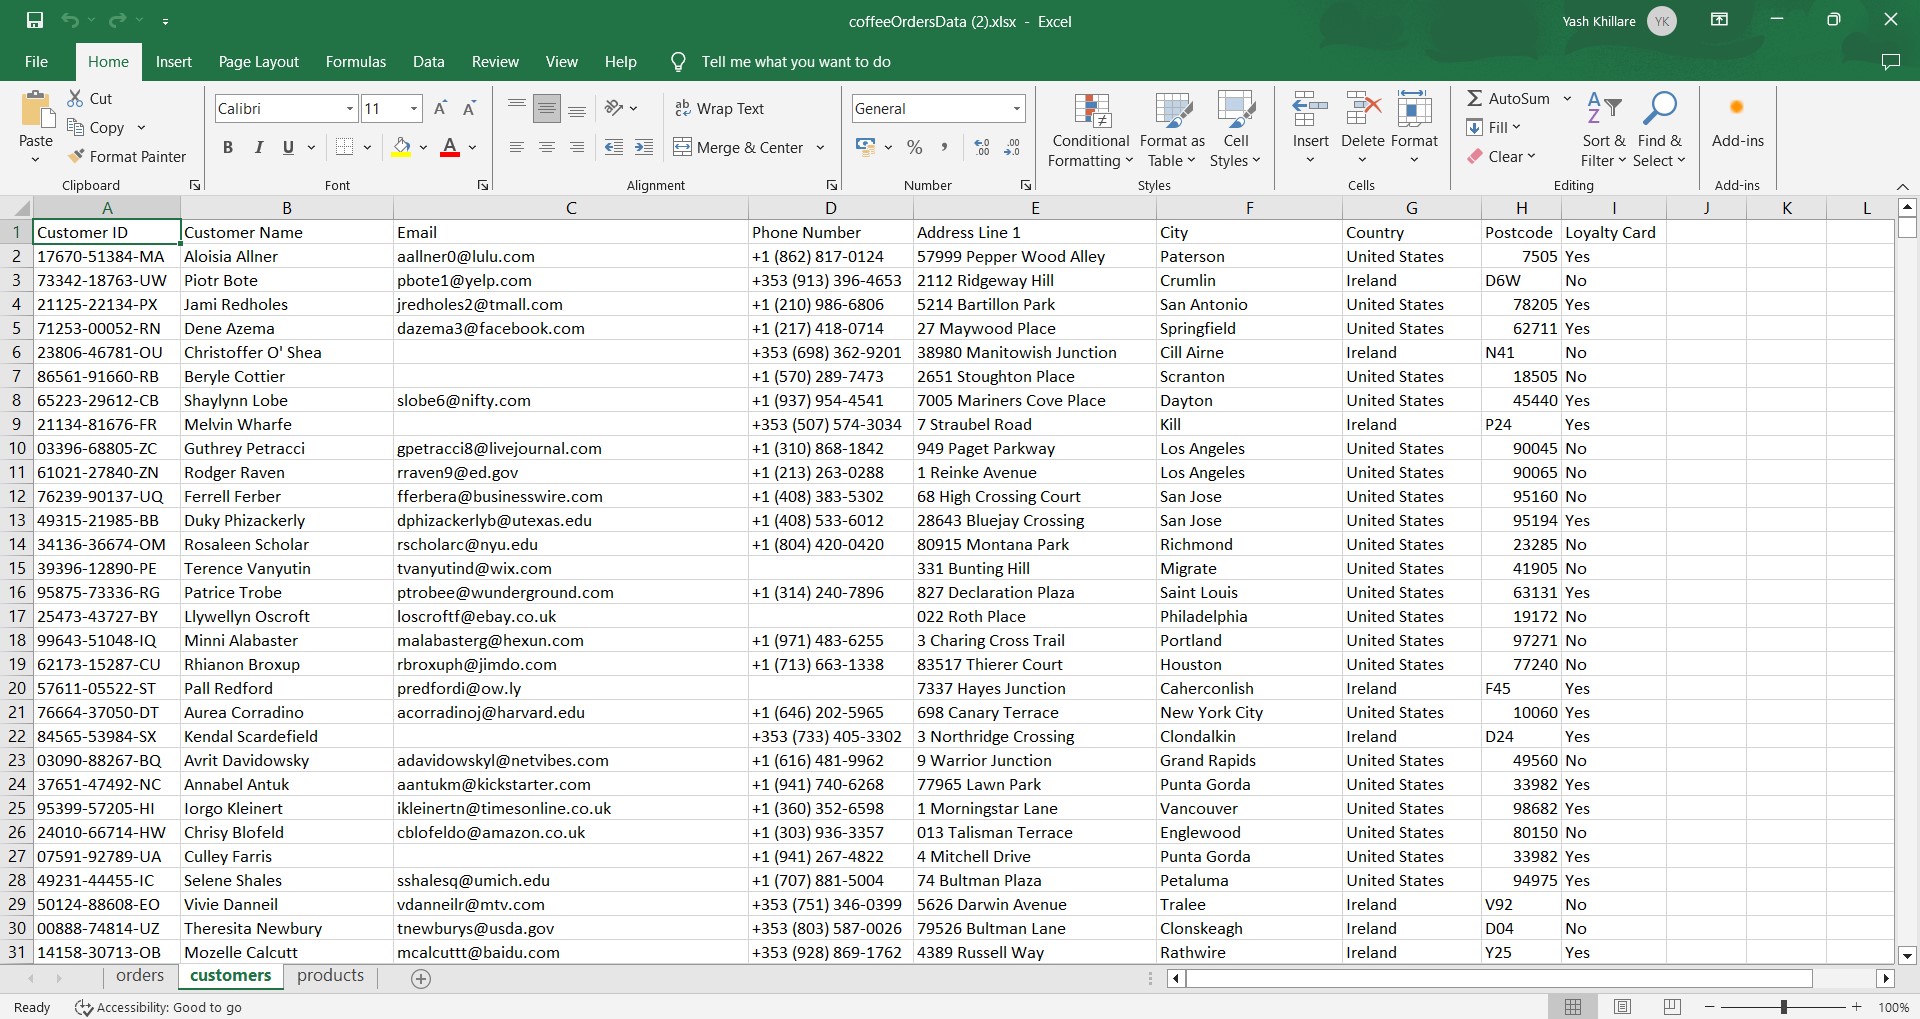 coffeeOrdersData (2).xlsx - Excel
Yash Khillare YK
File Home Insert Page Layout Formulas Data Review View Help Tell me what you want to do
Paste
Cut
Copy
Format Painter
Clipboard
Calibri 11
B I U
Font
Wrap Text
Merge & Center
Alignment
General
% ,
Number
Conditional Formatting
Format as Table
Cell Styles
Styles
Insert Delete Format
Cells
AutoSum
Fill
Clear
Sort & Filter
Find & Select
Editing
Add-ins
Add-ins
A B C D E F G H I J K L
1 Customer ID Customer Name Email Phone Number Address Line 1 City Country Postcode Loyalty Card
2 17670-51384-MA Aloisia Allner aallner0@lulu.com +1 (862) 817-0124 57999 Pepper Wood Alley Paterson United States 7505 Yes
3 73342-18763-UW Piotr Bote pbote1@yelp.com +353 (913) 396-4653 2112 Ridgeway Hill Crumlin Ireland D6W No
4 21125-22134-PX Jami Redholes jredholes2@tmall.com +1 (210) 986-6806 5214 Bartillon Park San Antonio United States 78205 Yes
5 71253-00052-RN Dene Azema dazema3@facebook.com +1 (217) 418-0714 27 Maywood Place Springfield United States 62711 Yes
6 23806-46781-OU Christoffer O' Shea +353 (698) 362-9201 38980 Manitowish Junction Cill Airne Ireland N41 No
7 86561-91660-RB Beryle Cottier +1 (570) 289-7473 2651 Stoughton Place Scranton United States 18505 No
8 65223-29612-CB Shaylynn Lobe slobe6@nifty.com +1 (937) 954-4541 7005 Mariners Cove Place Dayton United States 45440 Yes
9 21134-81676-FR Melvin Wharfe +353 (507) 574-3034 7 Straubel Road Kill Ireland P24 Yes
10 03396-68805-ZC Guthrey Petracci gpetracci8@livejournal.com +1 (310) 868-1842 949 Paget Parkway Los Angeles United States 90045 No
11 61021-27840-ZN Rodger Raven rraven9@ed.gov +1 (213) 263-0288 1 Reinke Avenue Los Angeles United States 90065 No
12 76239-90137-UQ Ferrell Ferber fferbera@businesswire.com +1 (408) 383-5302 68 High Crossing Court San Jose United States 95160 No
13 49315-21985-BB Duky Phizackerly dphizackerlyb@utexas.edu +1 (408) 533-6012 28643 Bluejay Crossing San Jose United States 95194 Yes
14 34136-36674-OM Rosaleen Scholar rscholarc@nyu.edu +1 (804) 420-0420 80915 Montana Park Richmond United States 23285 No
15 39396-12890-PE Terence Vanyutin tvanyutind@wix.com 331 Bunting Hill Migrate United States 41905 No
16 95875-73336-RG Patrice Trobe ptrobee@wunderground.com +1 (314) 240-7896 827 Declaration Plaza Saint Louis United States 63131 Yes
17 25473-43727-BY Llywellyn Oscroft loscroftf@ebay.co.uk 022 Roth Place Philadelphia United States 19172 No
18 99643-51048-IQ Minni Alabaster malabasterg@hexun.com +1 (971) 483-6255 3 Charing Cross Trail Portland United States 97271 No
19 62173-15287-CU Rhianon Broxup rbroxuph@jimdo.com +1 (713) 663-1338 83517 Thierer Court Houston United States 77240 No
20 57611-05522-ST Pall Redford predfordi@ow.ly 7337 Hayes Junction Caherconlish Ireland F45 Yes
21 76664-37050-DT Aurea Corradino acorradinoj@harvard.edu +1 (646) 202-5965 698 Canary Terrace New York City United States 10060 Yes
22 84565-53984-SX Kendal Scardefield +353 (733) 405-3302 3 Northridge Crossing Clondalkin Ireland D24 Yes
23 03090-88267-BQ Avrit Davidowsky adavidowskyl@netvibes.com +1 (616) 481-9962 9 Warrior Junction Grand Rapids United States 49560 No
24 37651-47492-NC Annabel Antuk aantukm@kickstarter.com +1 (941) 740-6268 77965 Lawn Park Punta Gorda United States 33982 Yes
25 95399-57205-HI Iorgo Kleinert ikleinertn@timesonline.co.uk +1 (360) 352-6598 1 Morningstar Lane Vancouver United States 98682 Yes
26 24010-66714-HW Chrisy Blofeld cblofeldo@amazon.co.uk +1 (303) 936-3357 013 Talisman Terrace Englewood United States 80150 No
27 07591-92789-UA Culley Farris +1 (941) 267-4822 4 Mitchell Drive Punta Gorda United States 33982 Yes
28 49231-44455-IC Selene Shales sshalesq@umich.edu +1 (707) 881-5004 74 Bultman Plaza Petaluma United States 94975 Yes
29 50124-88608-EO Vivie Danneil vdanneilr@mtv.com +353 (751) 346-0399 5626 Darwin Avenue Tralee Ireland V92 No
30 00888-74814-UZ Theresita Newbury tnewburys@usda.gov +353 (803) 587-0026 79526 Bultman Lane Clonskeagh Ireland D04 No
31 14158-30713-OB Mozelle Calcutt mcalcuttt@baidu.com +353 (928) 869-1762 4389 Russell Way Rathwire Ireland Y25 Yes
orders customers products
Ready Accessibility: Good to go 100%